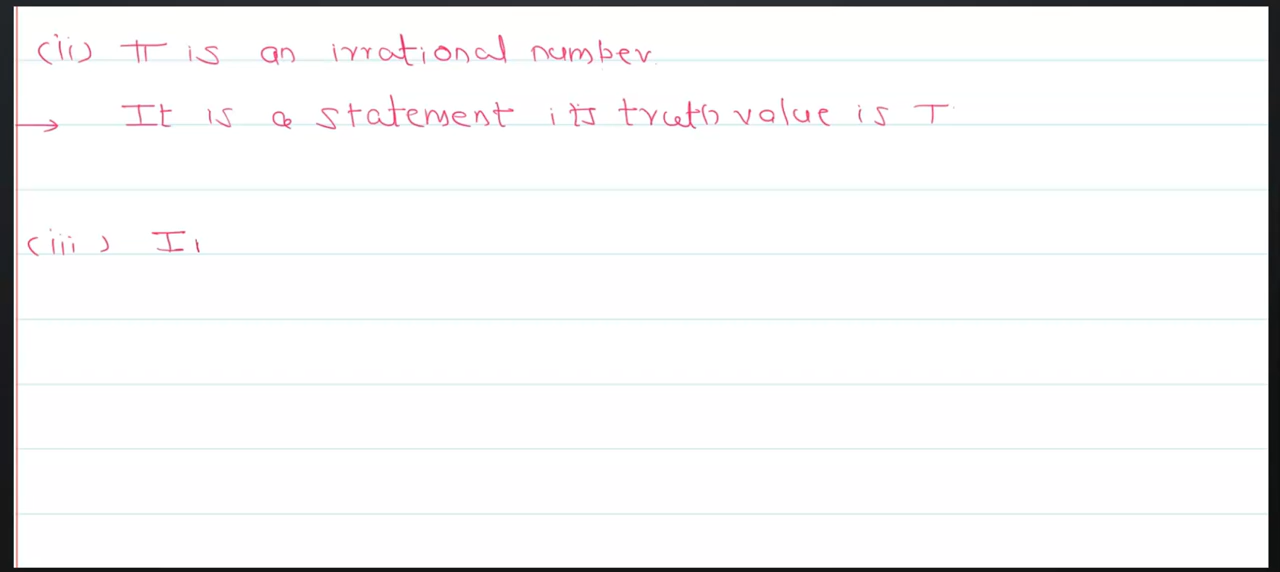 (ii) π is an irrational number
→ It is a statement its truth value is T
(iii) I